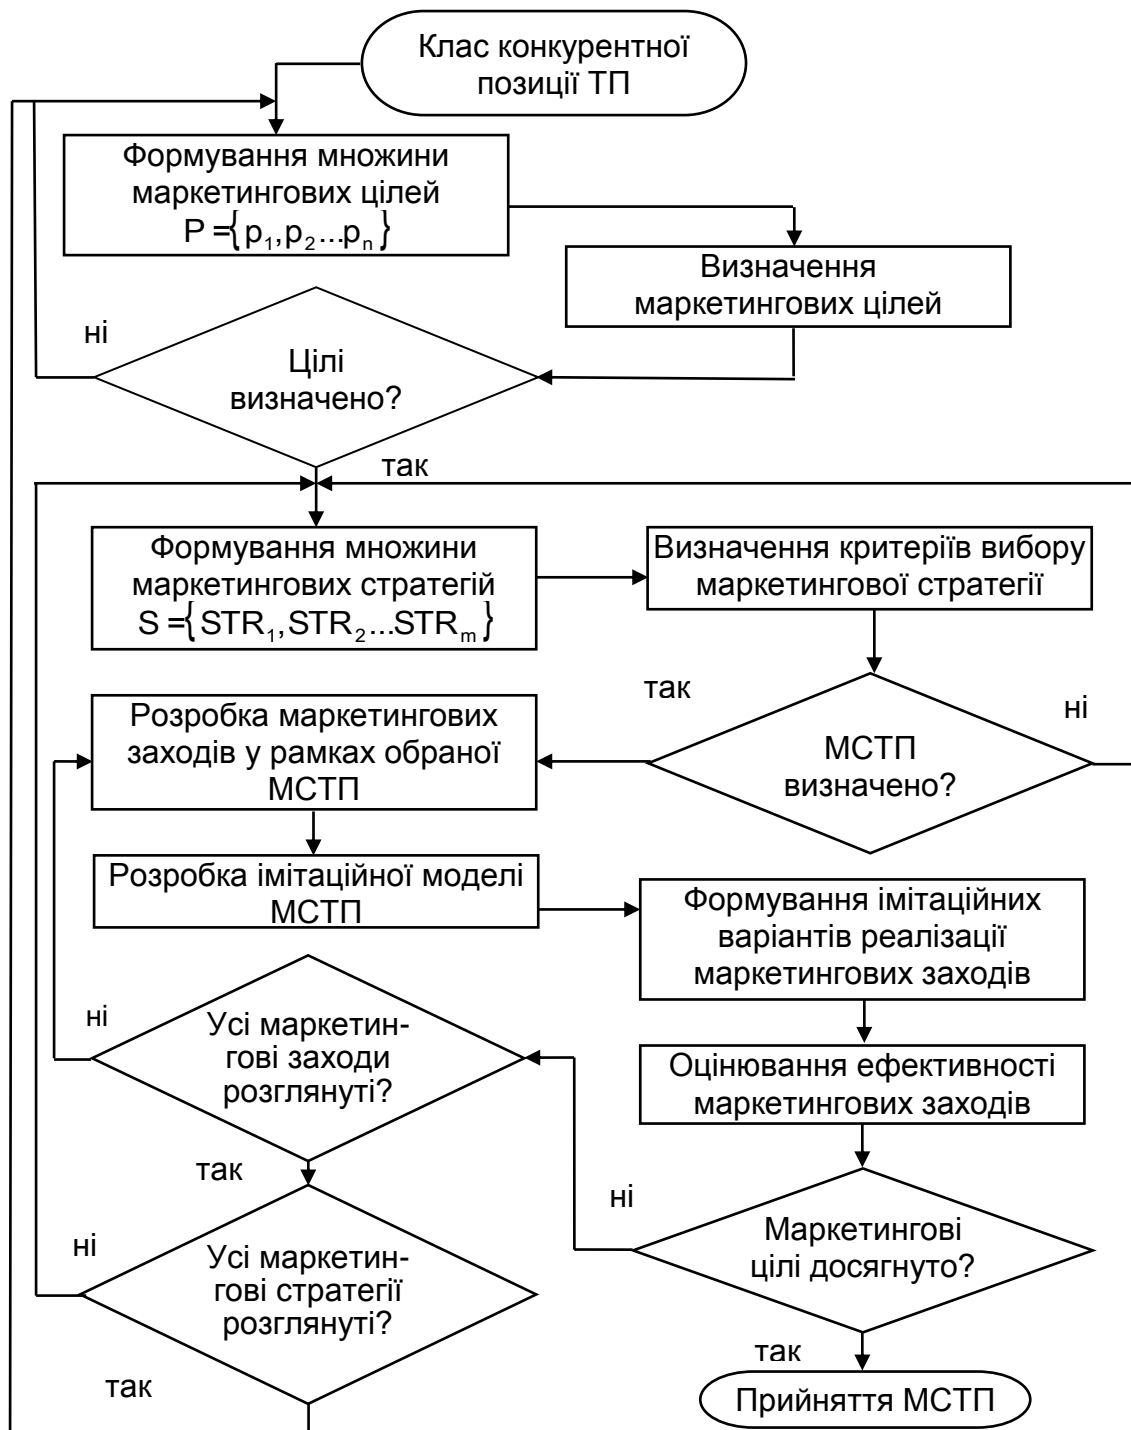 Клас конкурентної
позиції ТП
Формування множини
маркетингових цілей
P ={p₁,p₂...pₙ}
Визначення
маркетингових цілей
ні
Цілі
визначено?
так
Формування множини
маркетингових стратегій
S ={STR₁,STR₂...STRₘ}
Визначення критеріїв вибору
маркетингової стратегії
так
ні
МСТП
визначено?
Розробка маркетингових
заходів у рамках обраної
МСТП
Розробка імітаційної моделі
МСТП
Формування імітаційних
варіантів реалізації
маркетингових заходів
ні
Усі маркетин-
гові заходи
розглянуті?
Оцінювання ефективності
маркетингових заходів
так
ні
Маркетингові
цілі досягнуто?
ні
Усі маркетин-
гові стратегії
розглянуті?
так
так
Прийняття МСТП